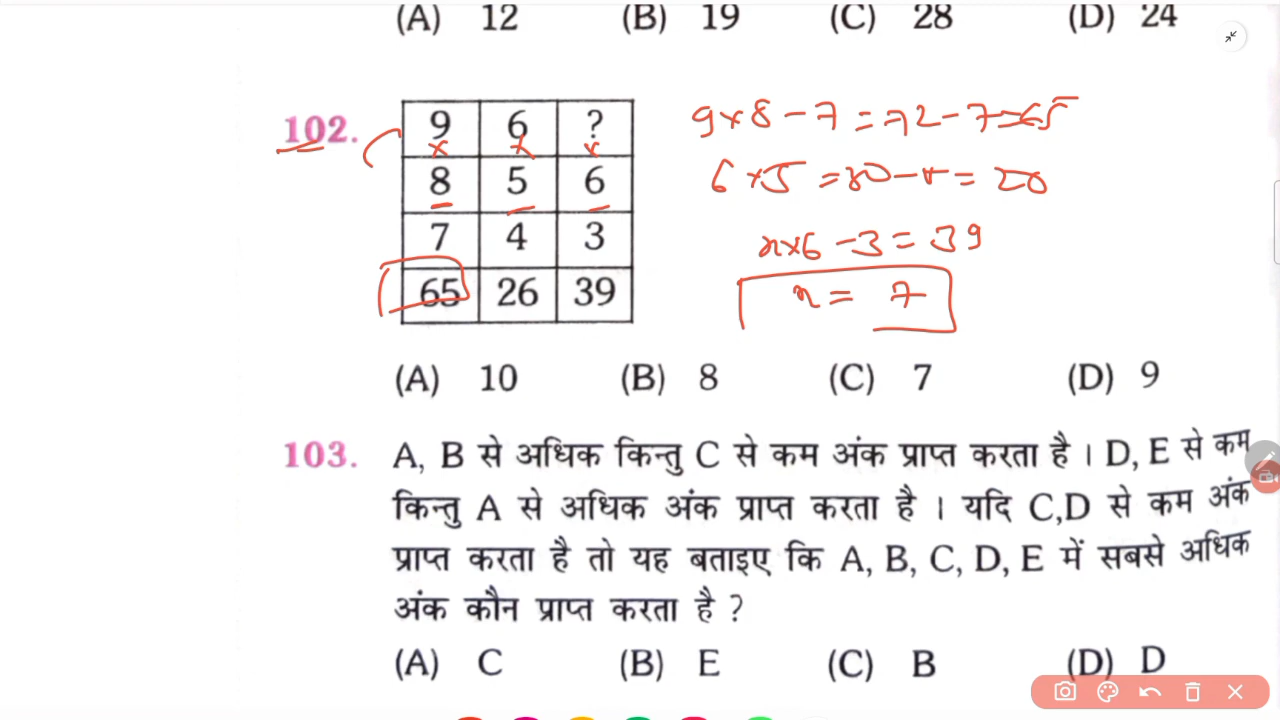 (A) 12 (B) 19 (C) 28 (D) 24
102.
9 6 ?
8 5 6
7 4 3
65 26 39
9 x 8 - 7 = 72 - 7 = 65
6 x 5 = 30 - 4 = 26
x x 6 - 3 = 39
x = 7
(A) 10 (B) 8 (C) 7 (D) 9
103. A, B से अधिक किन्तु C से कम अंक प्राप्त करता है । D, E से कम
किन्तु A से अधिक अंक प्राप्त करता है । यदि C,D से कम अंक
प्राप्त करता है तो यह बताइए कि A, B, C, D, E में सबसे अधिक
अंक कौन प्राप्त करता है ?
(A) C (B) E (C) B (D) D